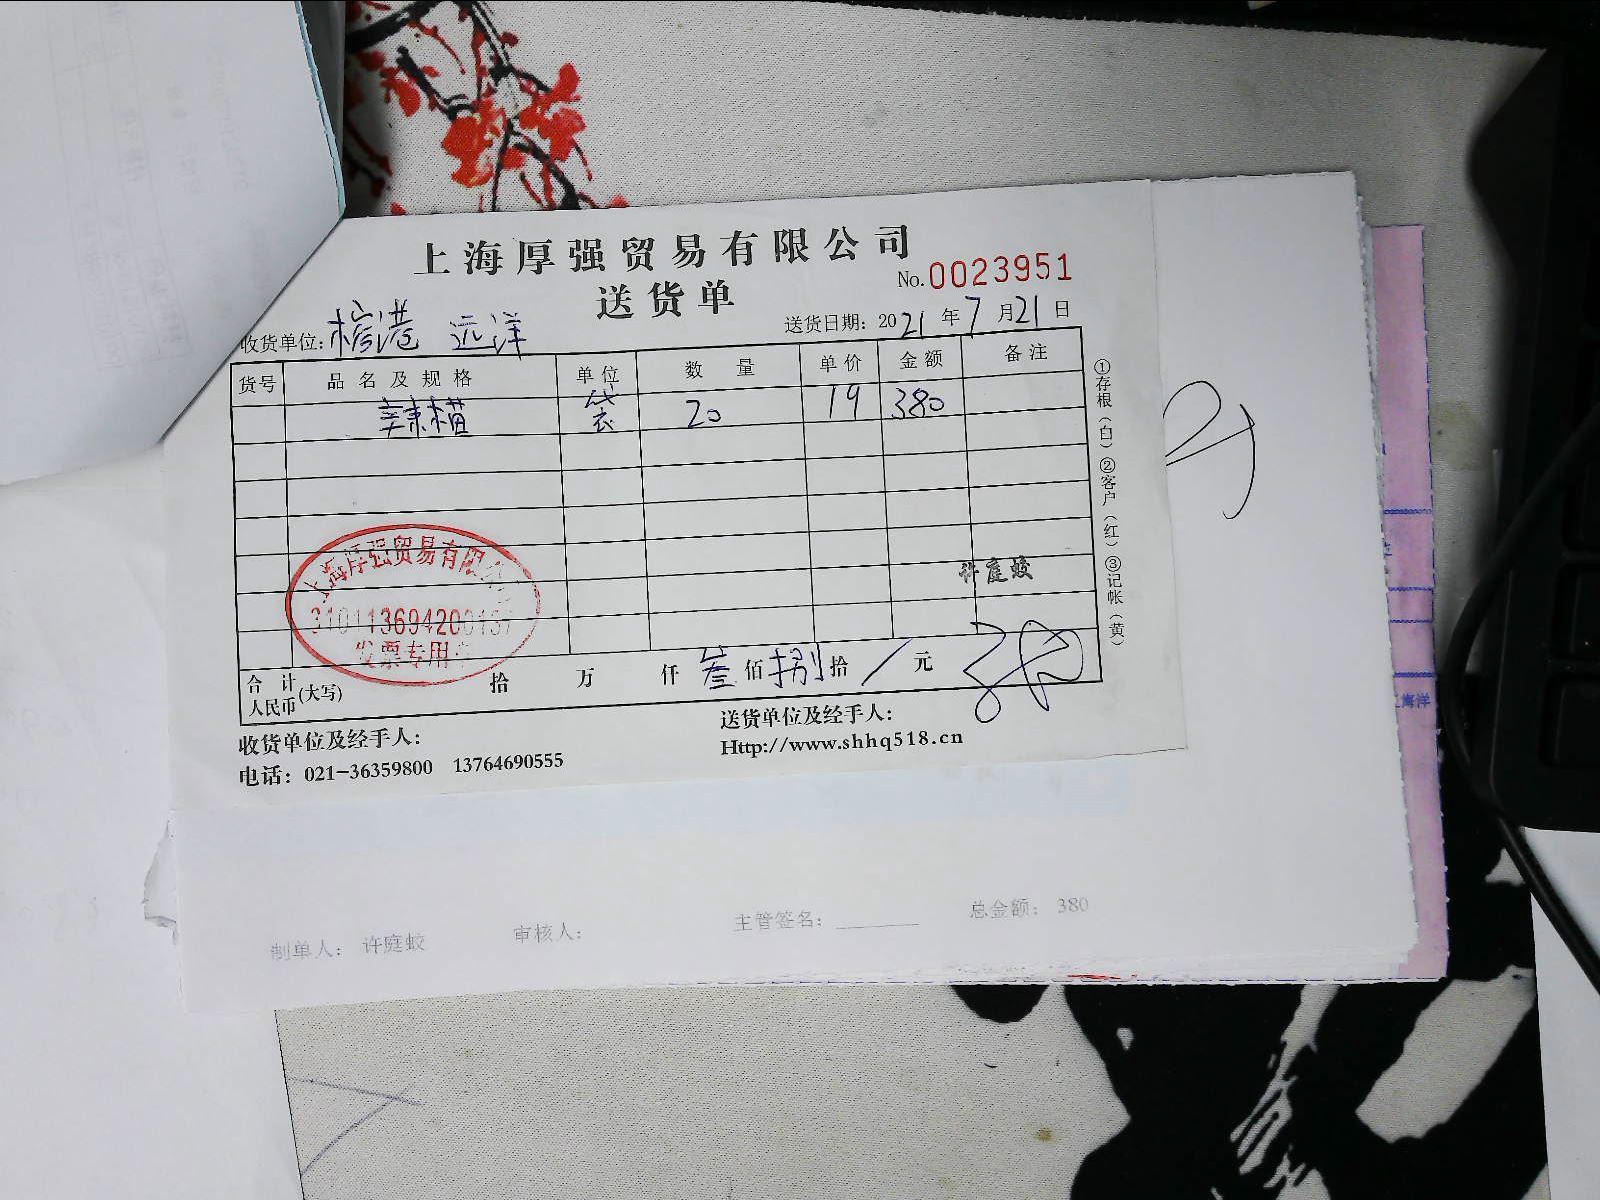 上海厚强贸易有限公司
No.0023951
送货单
收货单位: 榕港 远洋
送货日期: 2021年7月21日
货号 品名及规格 单位 数量 单价 金额 备注
袋 20 19 380
①存根(白)②客户(红)③记帐(黄)
上海厚强贸易有限
发票专用
许庭蛟
合计人民币(大写) 拾 万 仟 叁佰 捌拾 / 元
收货单位及经手人:
送货单位及经手人:
电话: 021-36359800 13764690555
Http://www.shhq518.cn
制单人: 许庭蛟 审核人: 主管签名: 总金额: 380
海洋